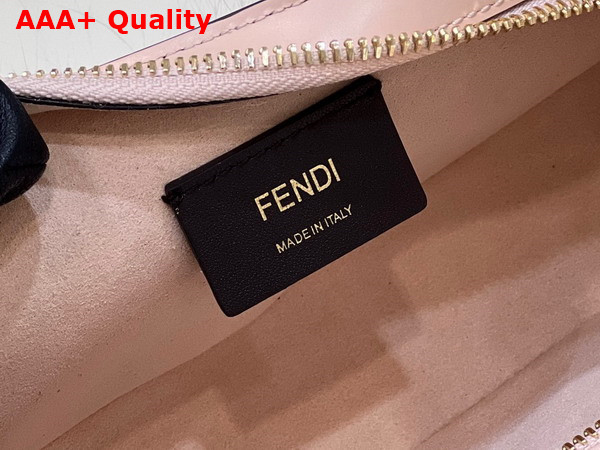 AAA+ Quality
FENDI
MADE IN ITALY